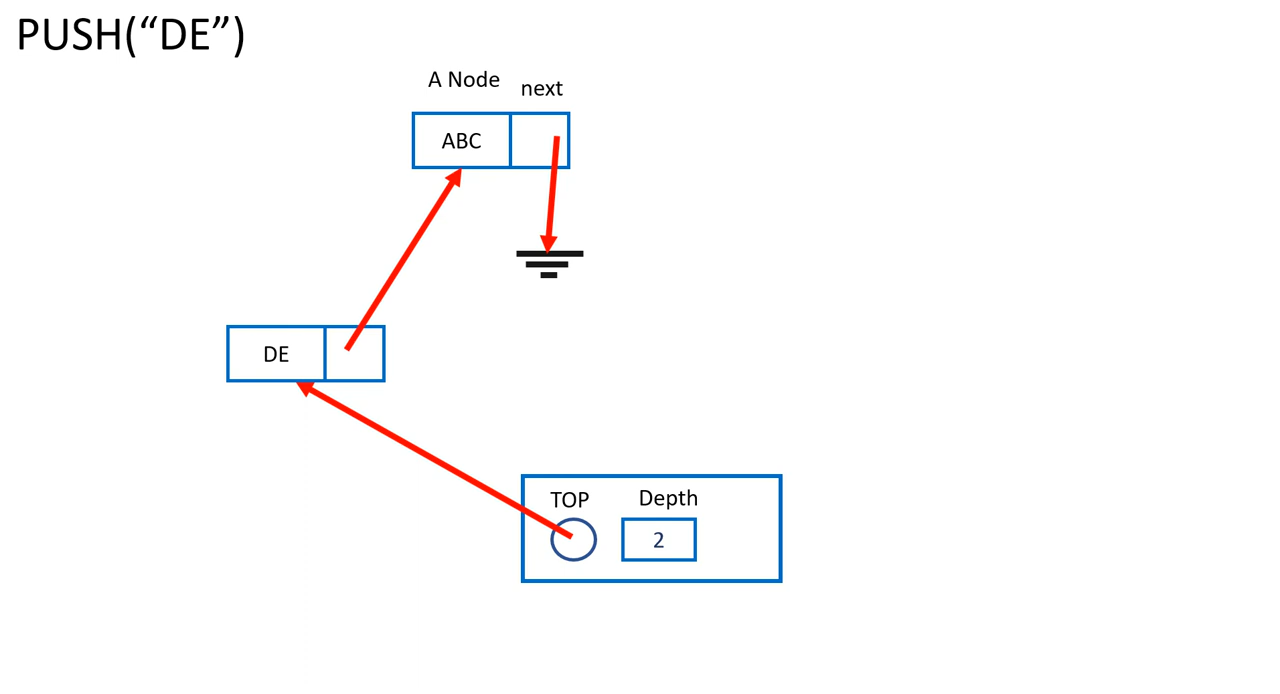 PUSH(“DE”)
A Node
next
ABC
DE
TOP
Depth
2